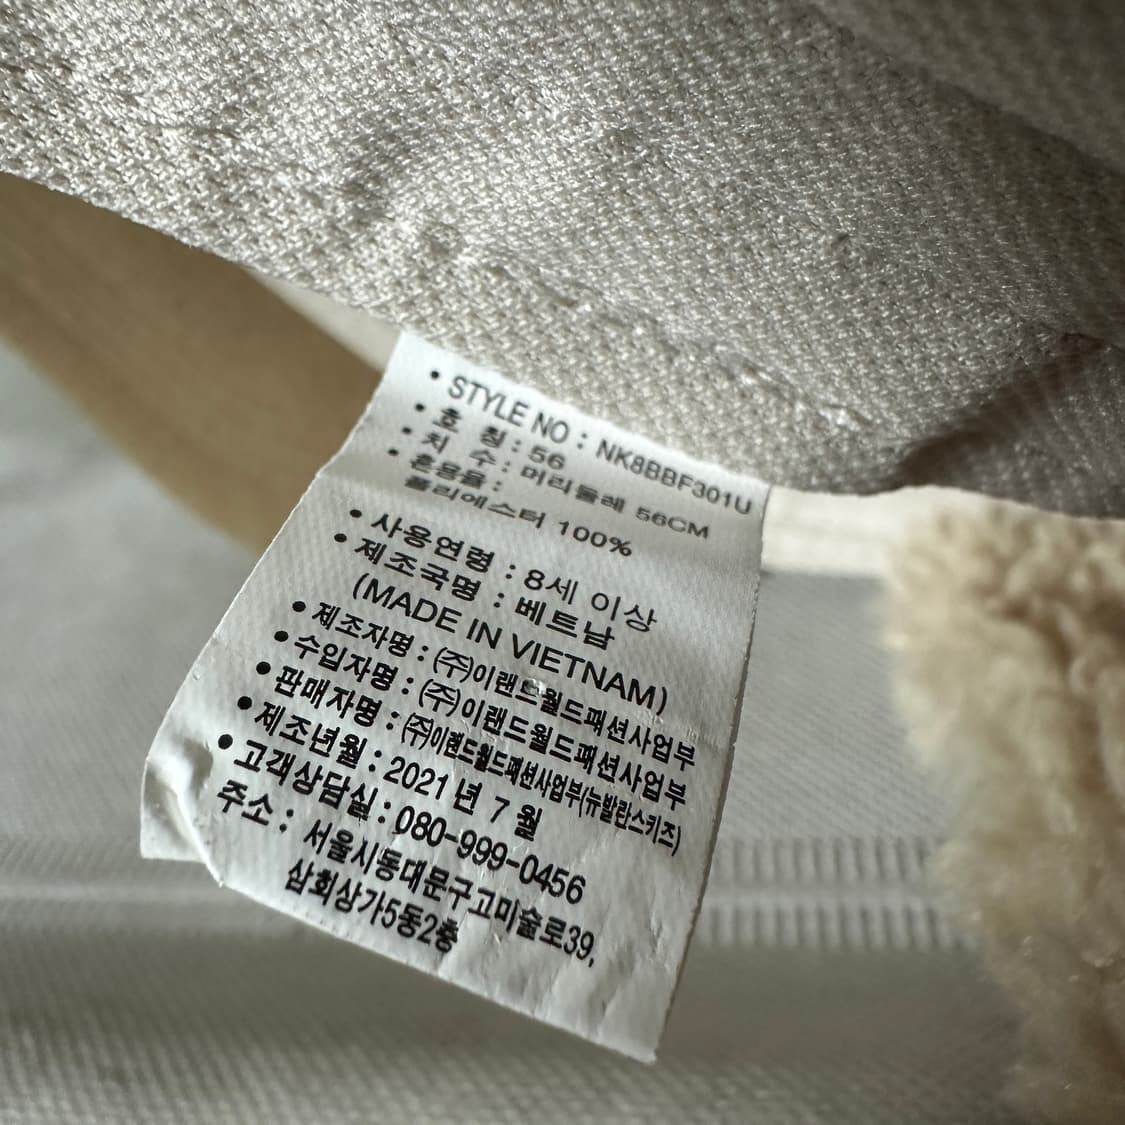 • STYLE NO : NK8BBF301U
• 호 칭 : 56
• 치 수 : 머리둘레 56CM
• 혼용율 :
폴리에스터 100%
• 사용연령 : 8세 이상
• 제조국명 : 베트남
(MADE IN VIETNAM)
• 제조자명 : (주)이랜드월드패션사업부
• 수입자명 : (주)이랜드월드패션사업부
• 판매자명 : (주)이랜드월드패션사업부(뉴발란스키즈)
• 제조년월 : 2021 년 7 월
• 고객상담실 : 080-999-0456
주소 : 서울시동대문구고미술로39,
삼회상가5동2층